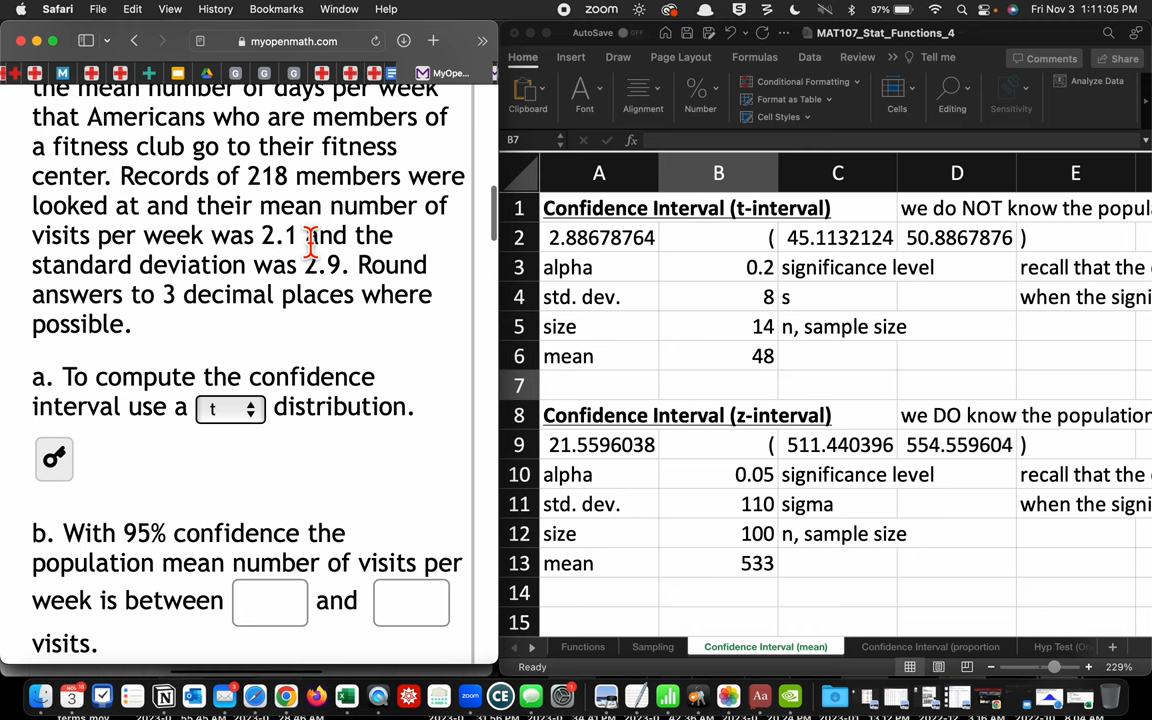 Safari File Edit View History Bookmarks Window Help zoom 97% Fri Nov 3 1:11:05 PM
myopenmath.com
MyOpe...
the mean number of days per week
that Americans who are members of
a fitness club go to their fitness
center. Records of 218 members were
looked at and their mean number of
visits per week was 2.1 and the
standard deviation was 2.9. Round
answers to 3 decimal places where
possible.
a. To compute the confidence
interval use a t distribution.
b. With 95% confidence the
population mean number of visits per
week is between and
visits.
AutoSave OFF MAT107_Stat_Functions_4
Home Insert Draw Page Layout Formulas Data Review Tell me Comments Share
Clipboard Font Alignment Number Conditional Formatting Format as Table Cell Styles Cells Editing Sensitivity Analyze Data
B7 fx
A B C D E
1 Confidence Interval (t-interval) we do NOT know the popul
2 2.88678764 ( 45.1132124 50.8867876 )
3 alpha 0.2 significance level recall that the
4 std. dev. 8 s when the signi
5 size 14 n, sample size
6 mean 48
7
8 Confidence Interval (z-interval) we DO know the population
9 21.5596038 ( 511.440396 554.559604 )
10 alpha 0.05 significance level recall that the
11 std. dev. 110 sigma when the signi
12 size 100 n, sample size
13 mean 533
14
15
Functions Sampling Confidence Interval (mean) Confidence Interval (proportion Hyp Test (O
Ready 229%